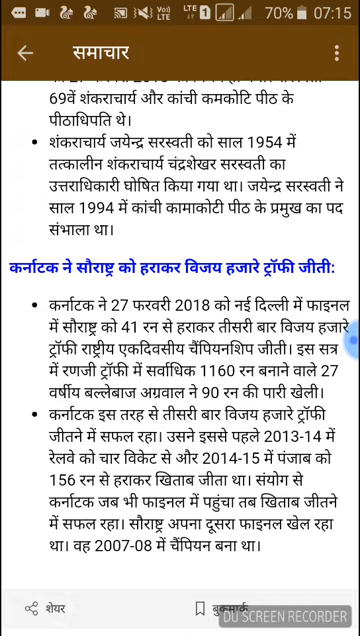 70% 07:15
समाचार
69वें शंकराचार्य और कांची कमकोटि पीठ के
पीठाधिपति थे।
शंकराचार्य जयेन्द्र सरस्वती को साल 1954 में
तत्कालीन शंकराचार्य चंद्रशेखर सरस्वती का
उत्तराधिकारी घोषित किया गया था। जयेन्द्र सरस्वती ने
साल 1994 में कांची कामाकोटी पीठ के प्रमुख का पद
संभाला था।
कर्नाटक ने सौराष्ट्र को हराकर विजय हजारे ट्रॉफी जीती:
कर्नाटक ने 27 फरवरी 2018 को नई दिल्ली में फाइनल
में सौराष्ट्र को 41 रन से हराकर तीसरी बार विजय हजारे
ट्रॉफी राष्ट्रीय एकदिवसीय चैंपियनशिप जीती। इस सत्र
में रणजी ट्रॉफी में सर्वाधिक 1160 रन बनाने वाले 27
वर्षीय बल्लेबाज अग्रवाल ने 90 रन की पारी खेली।
कर्नाटक इस तरह से तीसरी बार विजय हजारे ट्रॉफी
जीतने में सफल रहा। उसने इससे पहले 2013-14 में
रेलवे को चार विकेट से और 2014-15 में पंजाब को
156 रन से हराकर खिताब जीता था। संयोग से
कर्नाटक जब भी फाइनल में पहुंचा तब खिताब जीतने
में सफल रहा। सौराष्ट्र अपना दूसरा फाइनल खेल रहा
था। वह 2007-08 में चैंपियन बना था।
शेयर बुकमार्क
DU SCREEN RECORDER